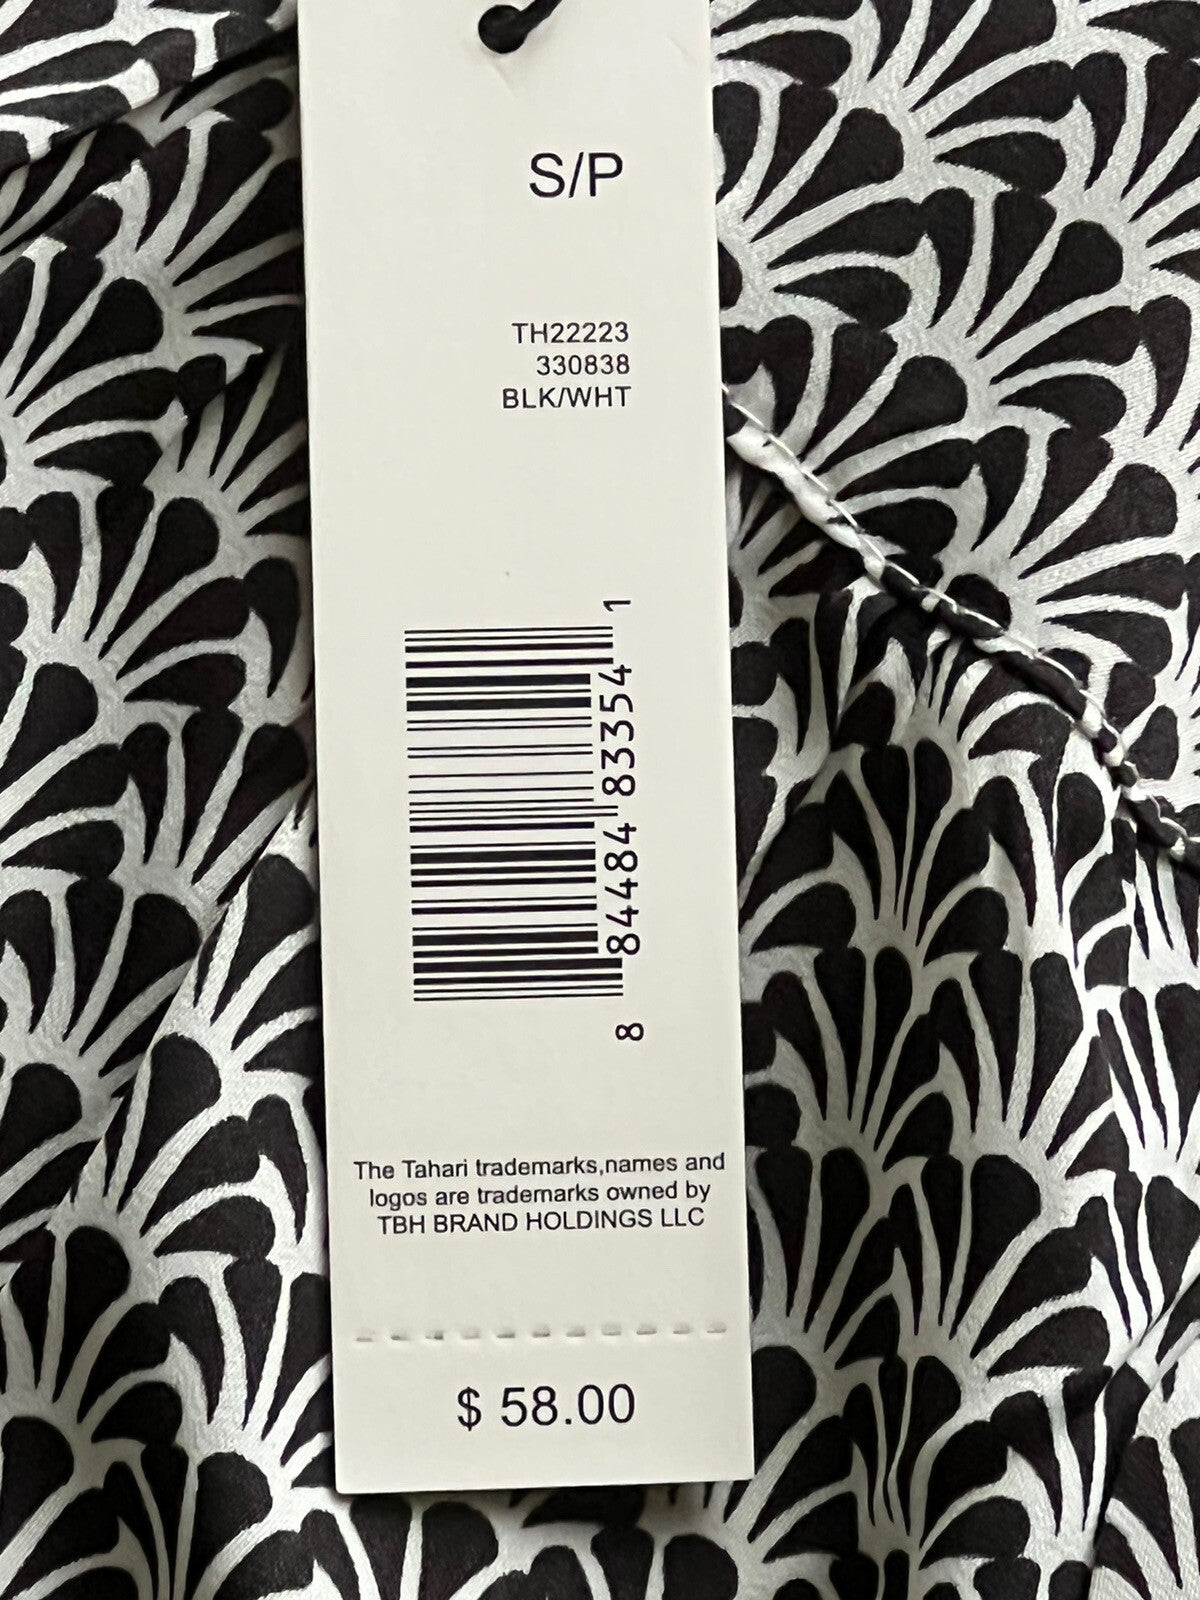 S/P
TH22223
330838
BLK/WHT
8 84484 83354 1
The Tahari trademarks,names and
logos are trademarks owned by
TBH BRAND HOLDINGS LLC
$ 58.00